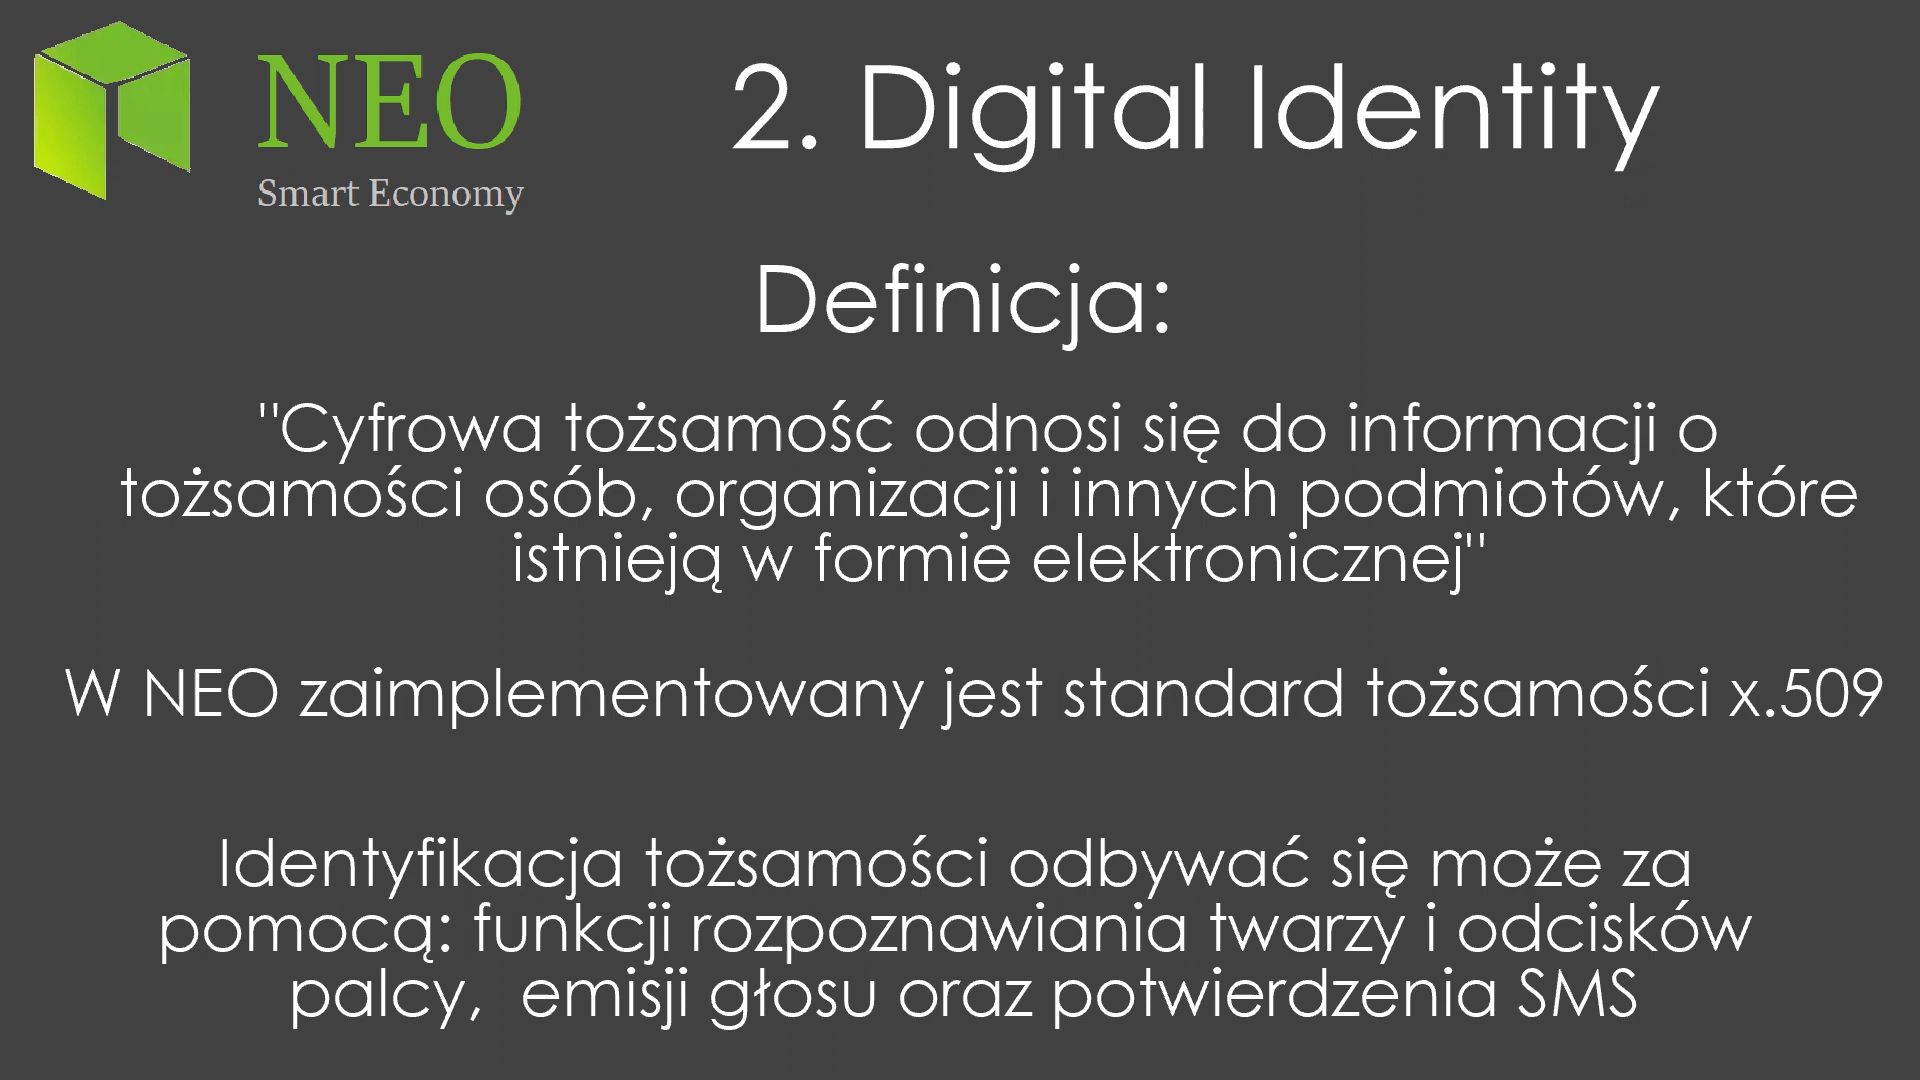 NEO
Smart Economy
2. Digital Identity
Definicja:
"Cyfrowa tożsamość odnosi się do informacji o
tożsamości osób, organizacji i innych podmiotów, które
istnieją w formie elektronicznej"
W NEO zaimplementowany jest standard tożsamości x.509
Identyfikacja tożsamości odbywać się może za
pomocą: funkcji rozpoznawiania twarzy i odcisków
palcy,  emisji głosu oraz potwierdzenia SMS